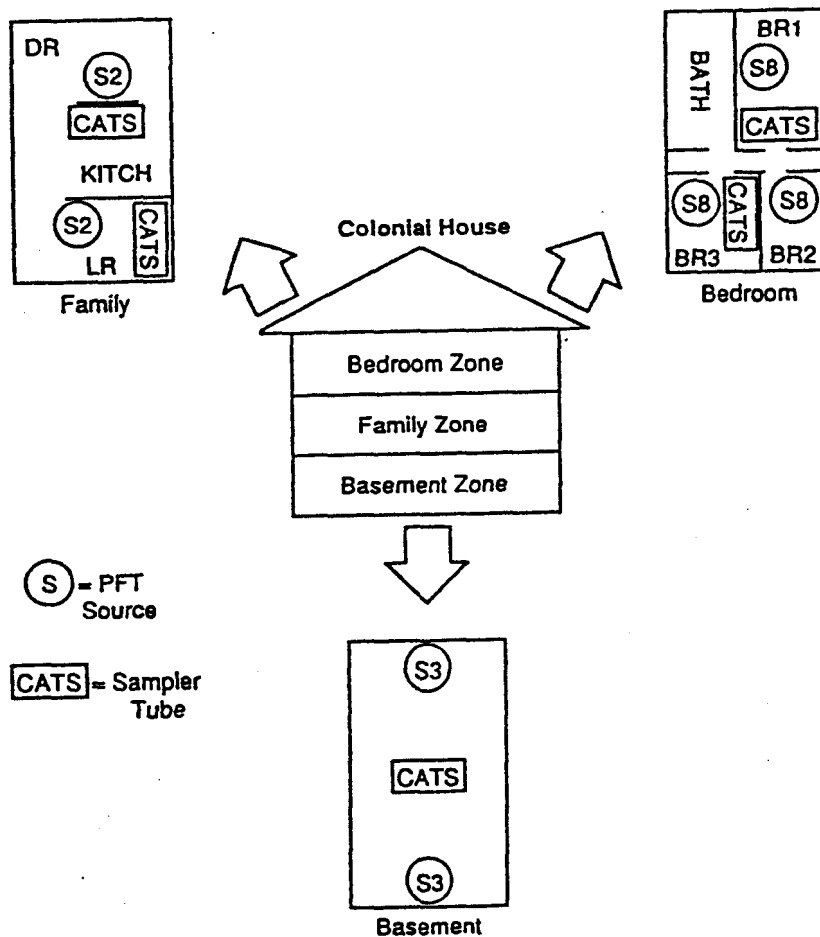 DR
S2
CATS
KITCH
S2
CATS
LR
Family
BATH
BR1
S8
CATS
S8
CATS
S8
BR3
BR2
Bedroom
Colonial House
Bedroom Zone
Family Zone
Basement Zone
S = PFT
Source
CATS = Sampler
Tube
S3
CATS
S3
Basement